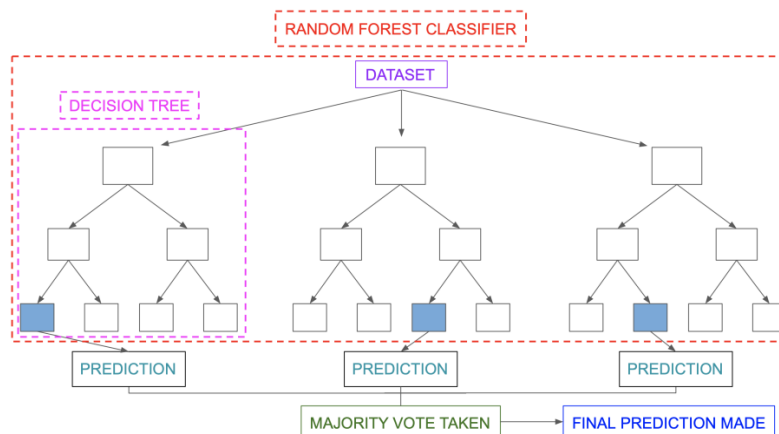 RANDOM FOREST CLASSIFIER
DATASET
DECISION TREE
PREDICTION
PREDICTION
PREDICTION
MAJORITY VOTE TAKEN
FINAL PREDICTION MADE